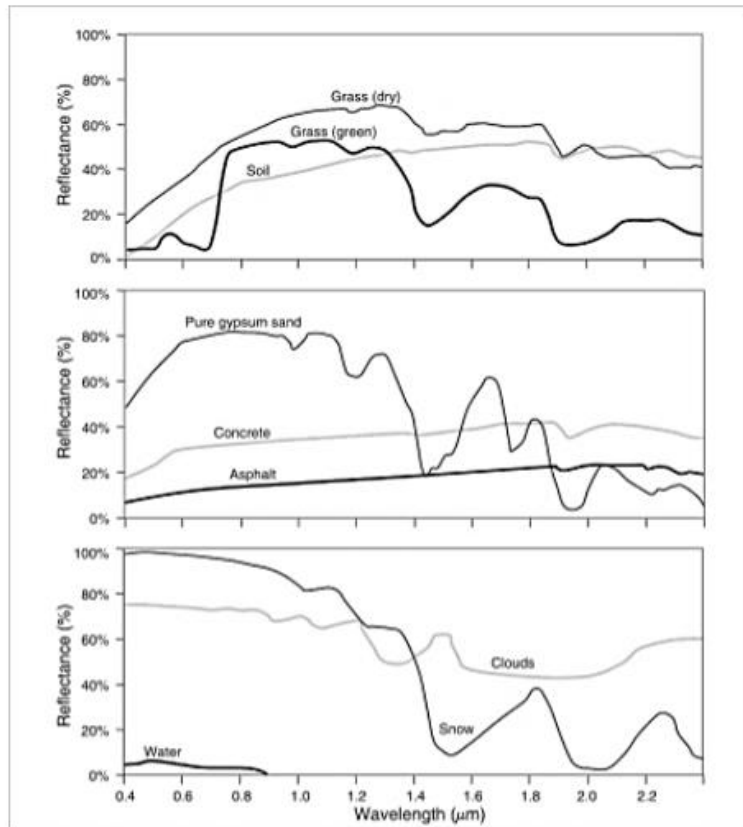 100%
80%
60%
40%
20%
0%
Reflectance (%)
Grass (dry)
Grass (green)
Soil
100%
80%
60%
40%
20%
0%
Reflectance (%)
Pure gypsum sand
Concrete
Asphalt
100%
80%
60%
40%
20%
0%
Reflectance (%)
Clouds
Snow
Water
0.4 0.6 0.8 1.0 1.2 1.4 1.6 1.8 2.0 2.2
Wavelength (μm)